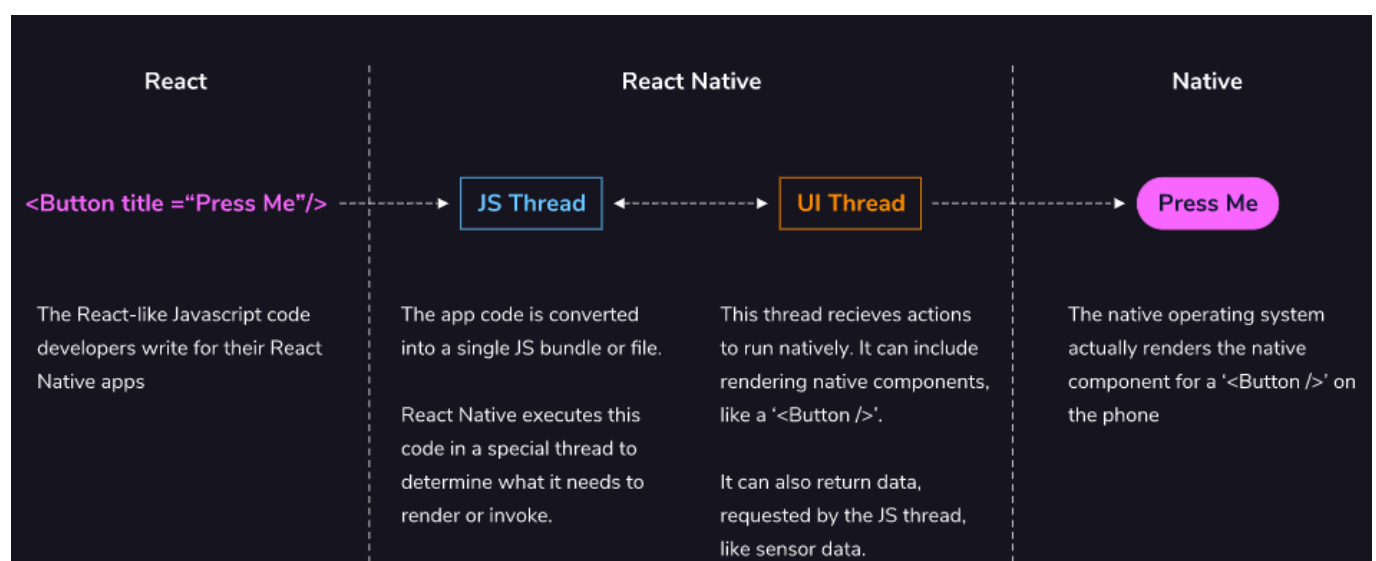 React
React Native
Native
<Button title =“Press Me”/>
JS Thread
UI Thread
Press Me
The React-like Javascript code
developers write for their React
Native apps
The app code is converted
into a single JS bundle or file.
React Native executes this
code in a special thread to
determine what it needs to
render or invoke.
This thread recieves actions
to run natively. It can include
rendering native components,
like a ‘<Button />’.
It can also return data,
requested by the JS thread,
like sensor data.
The native operating system
actually renders the native
component for a ‘<Button />’ on
the phone